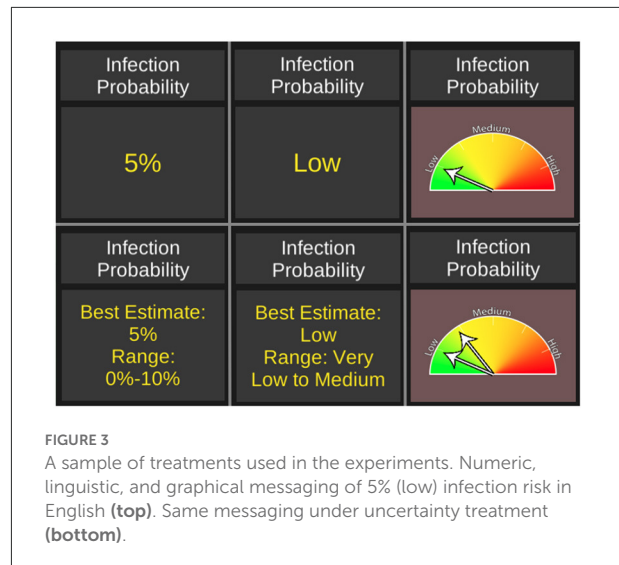 Infection
Probability
Infection
Probability
Infection
Probability
5%
Low
Low
Medium
High
Infection
Probability
Infection
Probability
Infection
Probability
Best Estimate:
5%
Range:
0%-10%
Best Estimate:
Low
Range: Very
Low to Medium
Low
Medium
High
FIGURE 3
A sample of treatments used in the experiments. Numeric,
linguistic, and graphical messaging of 5% (low) infection risk in
English (top). Same messaging under uncertainty treatment
(bottom).